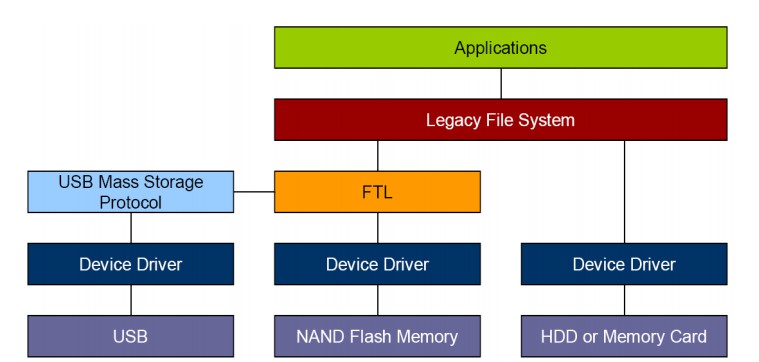 Applications
Legacy File System
USB Mass Storage
Protocol
FTL
Device Driver
Device Driver
Device Driver
USB
NAND Flash Memory
HDD or Memory Card